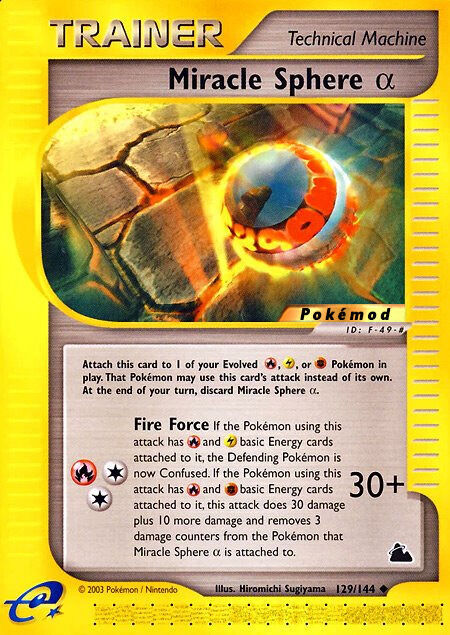 TRAINER Technical Machine
Miracle Sphere α
Pokémod
ID: F-49-#
Attach this card to 1 of your Evolved , , or Pokémon in
play. That Pokémon may use this card's attack instead of its own.
At the end of your turn, discard Miracle Sphere α.
Fire Force If the Pokémon using this
attack has and basic Energy cards
attached to it, the Defending Pokémon is
now Confused. If the Pokémon using this
attack has and basic Energy cards
attached to it, this attack does 30 damage
plus 10 more damage and removes 3
damage counters from the Pokémon that
Miracle Sphere α is attached to.
30+
© 2003 Pokémon / Nintendo Illus. Hiromichi Sugiyama 129/144 ◆
e